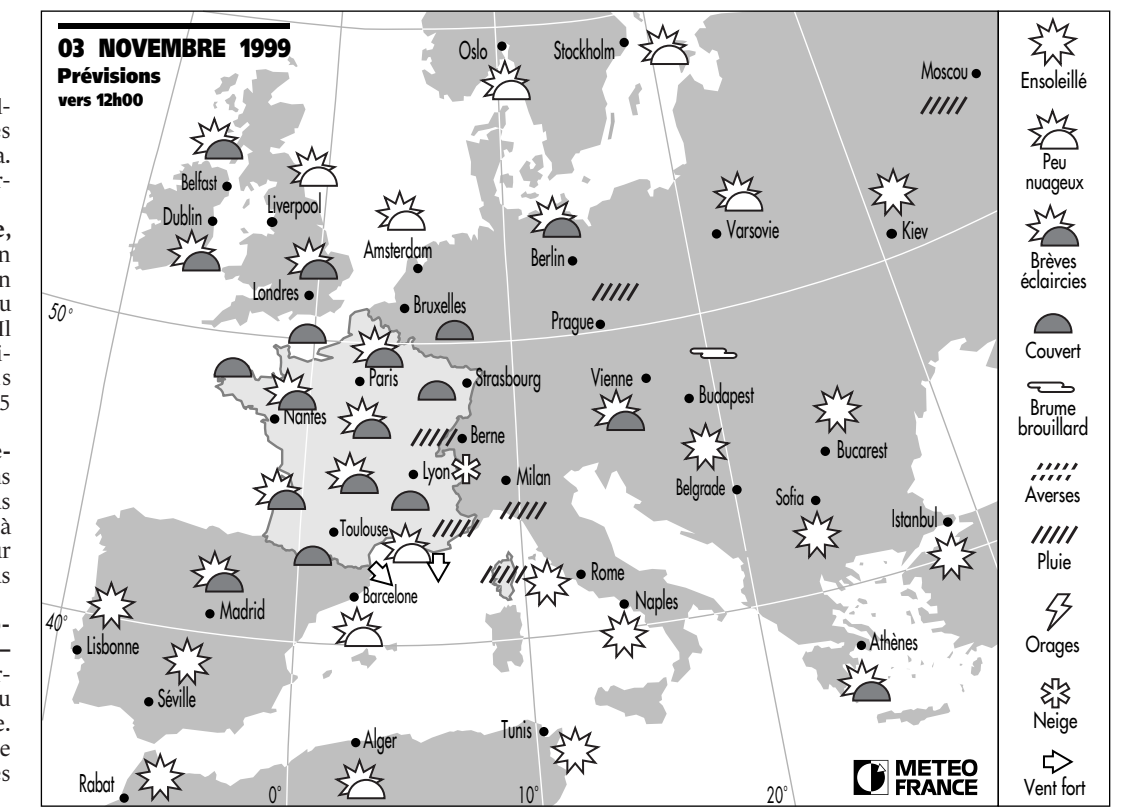 03 NOVEMBRE 1999
Prévisions
vers 12h00
Oslo
Stockholm
Moscou
Belfast
Dublin
Liverpool
Amsterdam
Berlin
Varsovie
Kiev
Londres
Bruxelles
50°
Prague
Paris
Strasbourg
Vienne
Budapest
Nantes
Berne
Bucarest
Lyon
Milan
Belgrade
Sofia
Istanbul
Toulouse
Rome
Barcelone
Naples
Madrid
40°
Lisbonne
Athènes
Séville
Alger
Tunis
Rabat
0°
10°
20°
METEO
FRANCE
Ensoleillé
Peu
nuageux
Brèves
éclaircies
Couvert
Brume
brouillard
Averses
Pluie
Orages
Neige
Vent fort